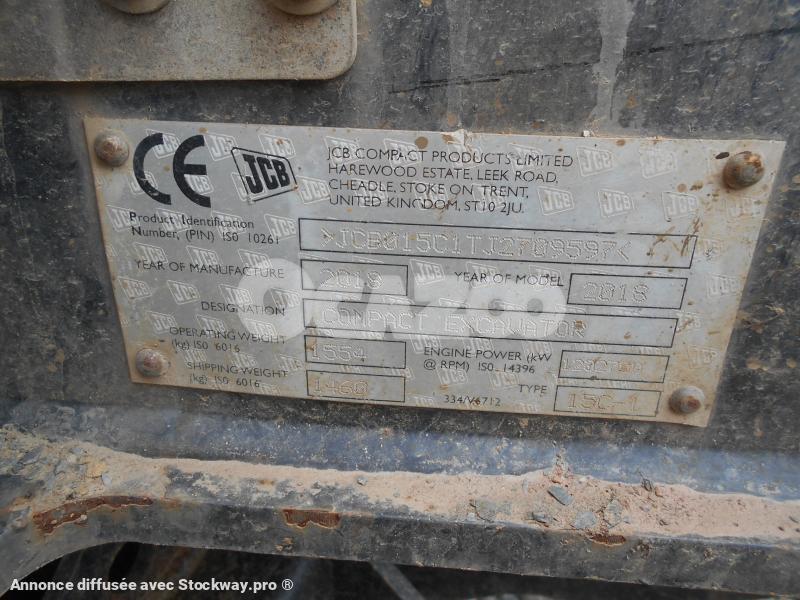 CE
JCB
JCB COMPACT PRODUCTS LIMITED
HAREWOOD ESTATE, LEEK ROAD,
CHEADLE, STOKE ON TRENT,
UNITED KINGDOM, ST10 2JU.
Product Identification
Number, (PIN) ISO 10261
>JCB015C1TJ2709597<
YEAR OF MANUFACTURE 2018 YEAR OF MODEL 2018
DESIGNATION COMPACT EXCAVATOR
OPERATING WEIGHT
(kg) ISO 6016
1554
ENGINE POWER (kW
@ RPM) ISO 14396
SHIPPING WEIGHT
(kg) ISO 6016
1460
TYPE 15C-1
334/V6712
OCAZOO
Annonce diffusée avec Stockway.pro ®